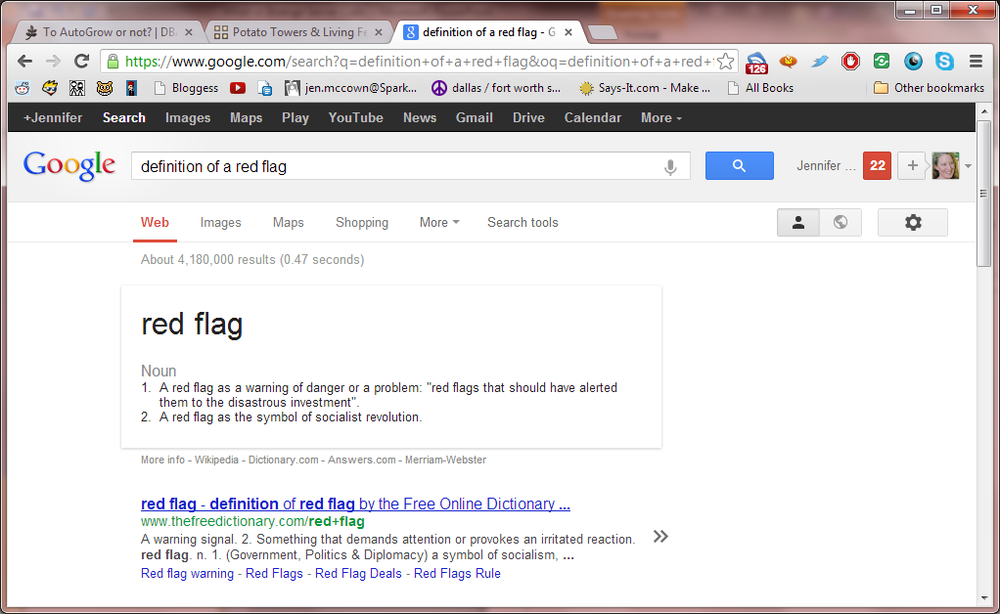 To AutoGrow or not? | DB
Potato Towers & Living Fe
definition of a red flag - G
https://www.google.com/search?q=definition+of+a+red+flag&oq=definition+of+a+red+
126
Bloggess
jen.mccown@Spark...
dallas / fort worth s...
Says-It.com - Make ...
All Books
Other bookmarks
+Jennifer Search Images Maps Play YouTube News Gmail Drive Calendar More
Google
definition of a red flag
Jennifer ...
22
+
Web Images Maps Shopping More Search tools
About 4,180,000 results (0.47 seconds)
red flag
Noun
1. A red flag as a warning of danger or a problem: "red flags that should have alerted
them to the disastrous investment".
2. A red flag as the symbol of socialist revolution.
More info - Wikipedia - Dictionary.com - Answers.com - Merriam-Webster
red flag - definition of red flag by the Free Online Dictionary ...
www.thefreedictionary.com/red+flag
A warning signal. 2. Something that demands attention or provokes an irritated reaction.
red flag. n. 1. (Government, Politics & Diplomacy) a symbol of socialism, ...
Red flag warning - Red Flags - Red Flag Deals - Red Flags Rule